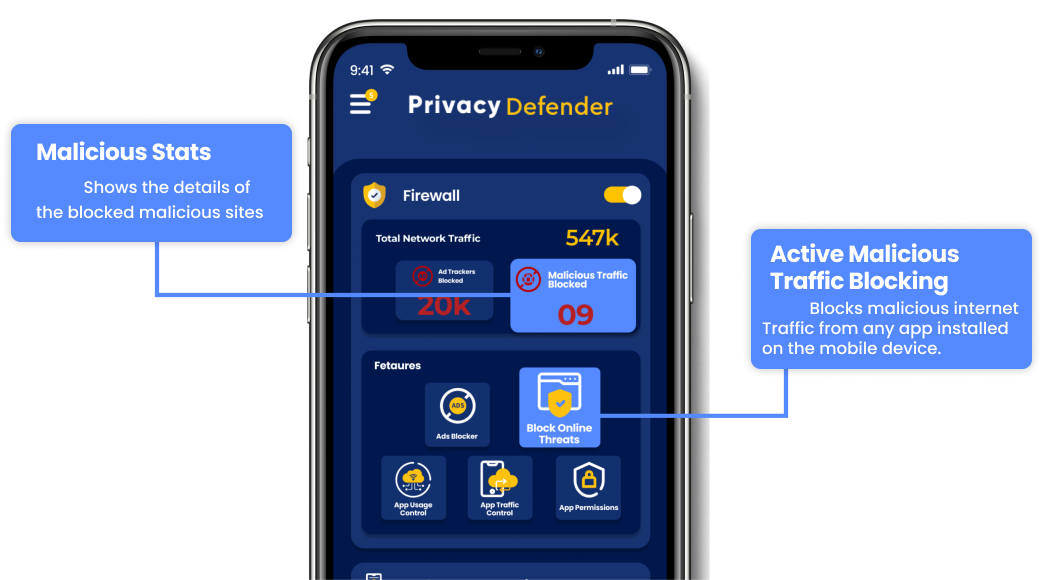 9:41
5
Privacy Defender
Malicious Stats
Shows the details of
the blocked malicious sites
Firewall
Total Network Traffic
547k
Ad Trackers
Blocked
20k
Malicious Traffic
Blocked
09
Active Malicious
Traffic Blocking
Blocks malicious internet
Traffic from any app installed
on the mobile device.
Fetaures
ADS
Ads Blocker
Block Online
Threats
App Usage
Control
App Traffic
Control
App Permissions